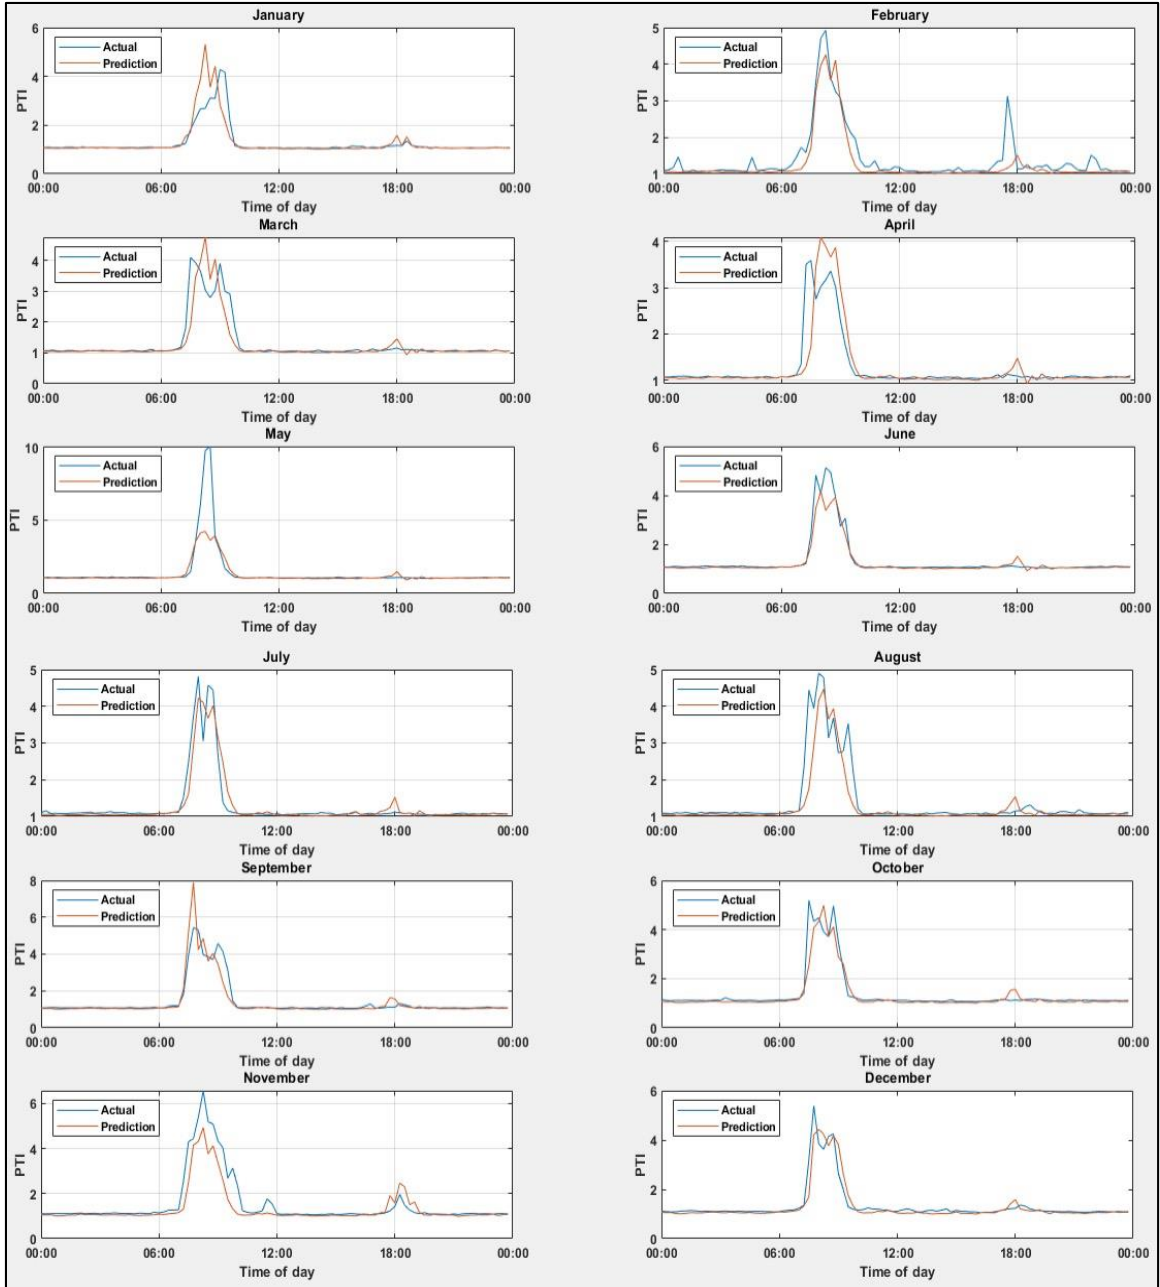 January
6
4
2
0
PTI
Actual
Prediction
00:00 06:00 12:00 18:00 00:00
Time of day
February
5
4
3
2
1
PTI
Actual
Prediction
00:00 06:00 12:00 18:00 00:00
Time of day
March
4
3
2
1
0
PTI
Actual
Prediction
00:00 06:00 12:00 18:00 00:00
Time of day
April
4
3
2
1
PTI
Actual
Prediction
00:00 06:00 12:00 18:00 00:00
Time of day
May
10
5
0
PTI
Actual
Prediction
00:00 06:00 12:00 18:00 00:00
Time of day
June
6
4
2
0
PTI
Actual
Prediction
00:00 06:00 12:00 18:00 00:00
Time of day
July
5
4
3
2
1
PTI
Actual
Prediction
00:00 06:00 12:00 18:00 00:00
Time of day
August
5
4
3
2
1
PTI
Actual
Prediction
00:00 06:00 12:00 18:00 00:00
Time of day
September
8
6
4
2
0
PTI
Actual
Prediction
00:00 06:00 12:00 18:00 00:00
Time of day
October
6
4
2
0
PTI
Actual
Prediction
00:00 06:00 12:00 18:00 00:00
Time of day
November
6
4
2
0
PTI
Actual
Prediction
00:00 06:00 12:00 18:00 00:00
Time of day
December
6
4
2
0
PTI
Actual
Prediction
00:00 06:00 12:00 18:00 00:00
Time of day